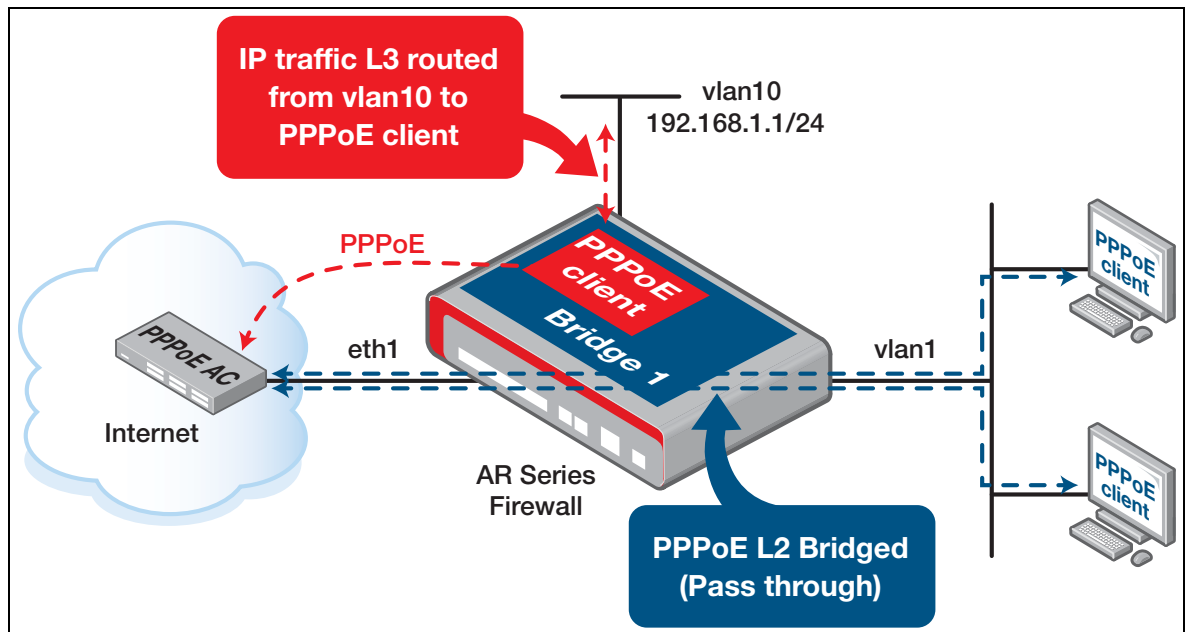 IP traffic L3 routed
from vlan10 to
PPPoE client
vlan10
192.168.1.1/24
PPPoE
PPPoE
client
Bridge 1
PPPoE
client
PPPoE AC
eth1
vlan1
Internet
AR Series
Firewall
PPPoE
client
PPPoE L2 Bridged
(Pass through)